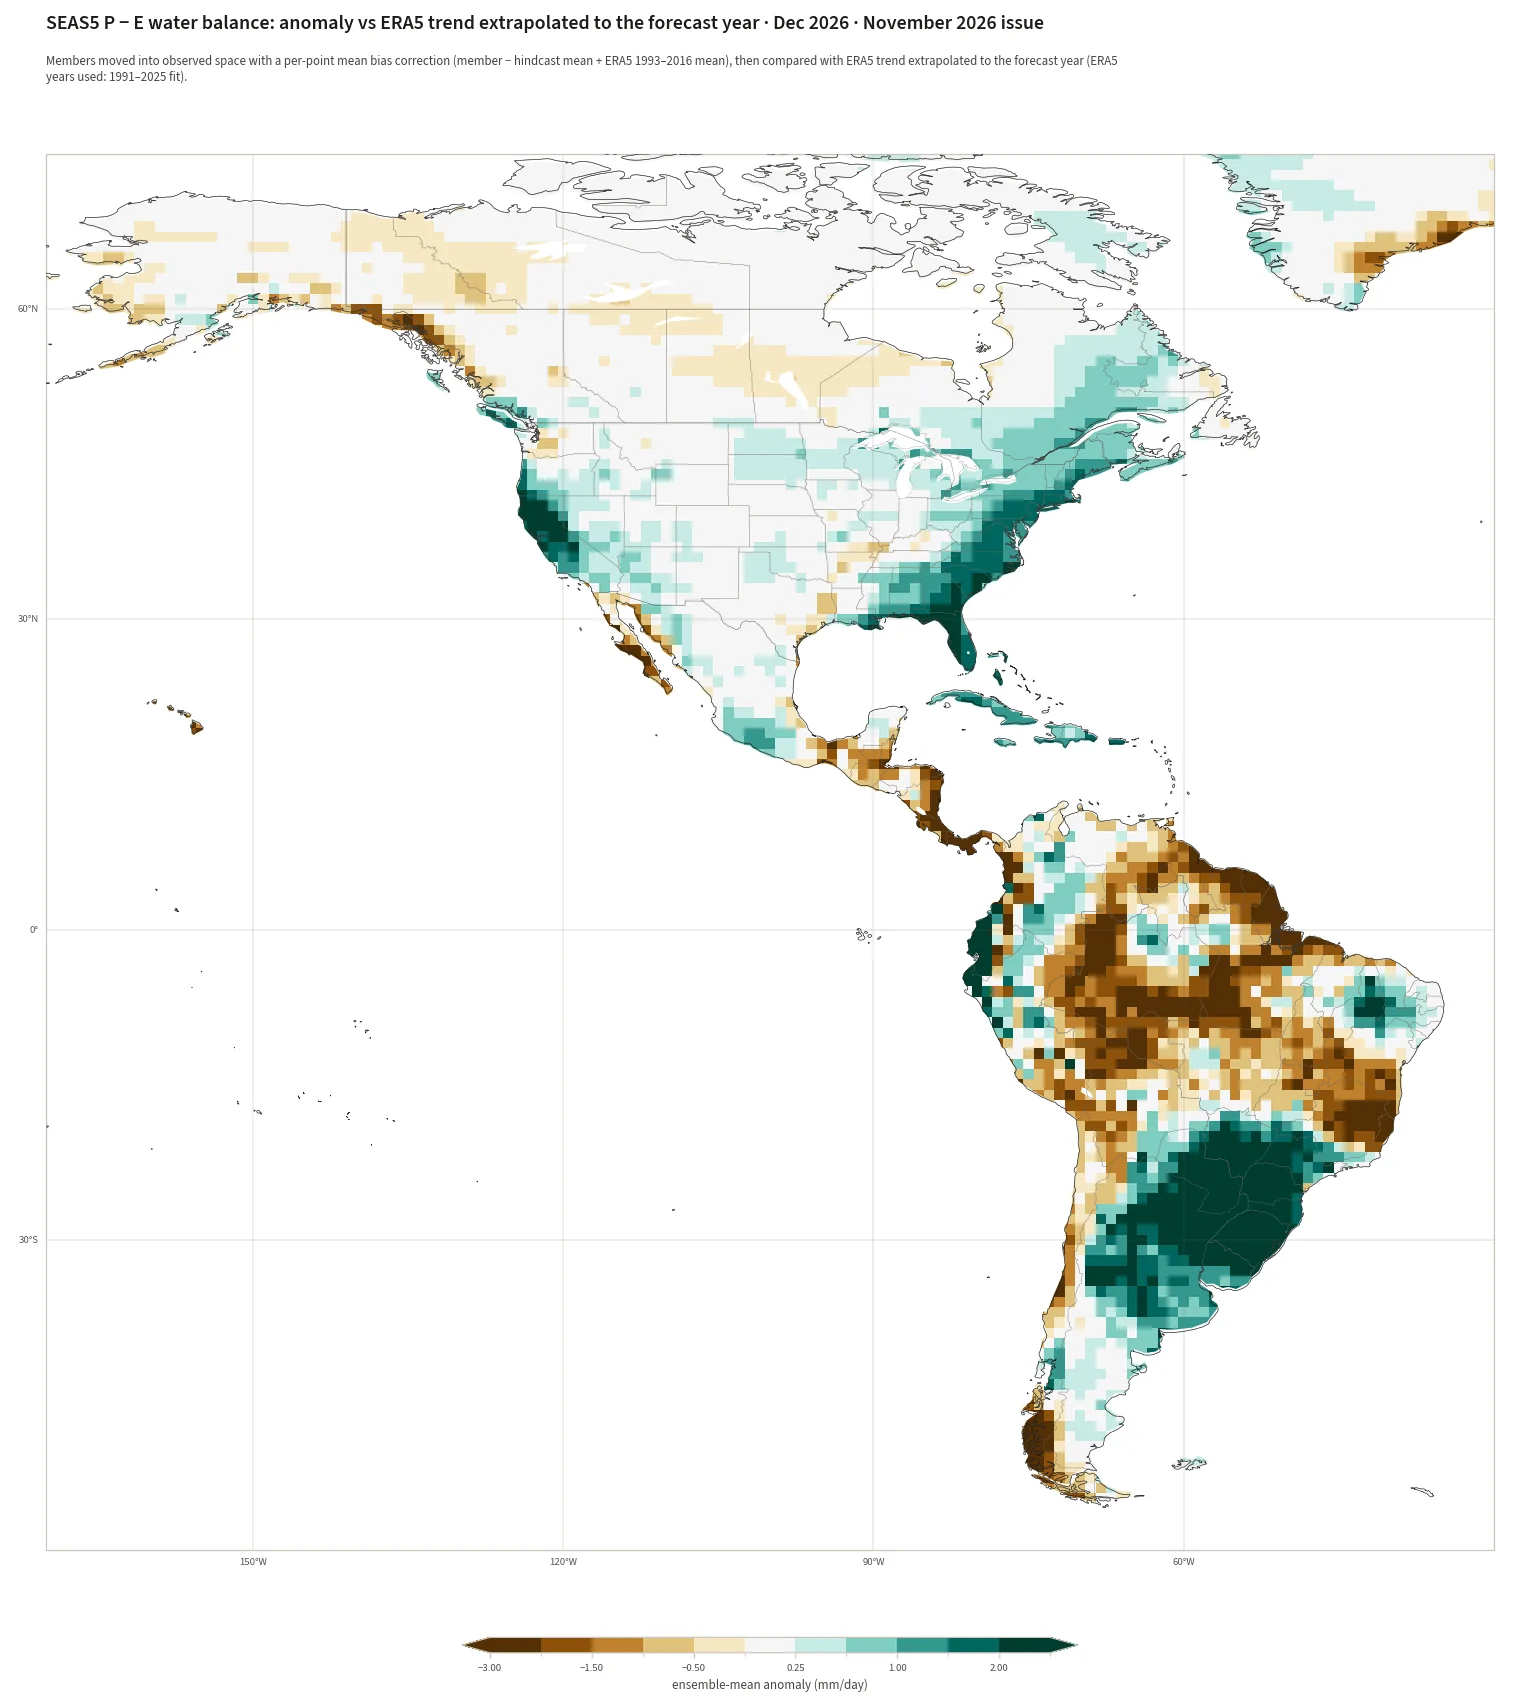 SEAS5 P − E water balance: anomaly vs ERA5 trend extrapolated to the forecast year · Dec 2026 · November 2026 issue
Members moved into observed space with a per-point mean bias correction (member − hindcast mean + ERA5 1993–2016 mean), then compared with ERA5 trend extrapolated to the forecast year (ERA5
years used: 1991–2025 fit).
60°N
30°N
0°
30°S
150°W 120°W 90°W 60°W
−3.00 −1.50 −0.50 0.25 1.00 2.00
ensemble-mean anomaly (mm/day)